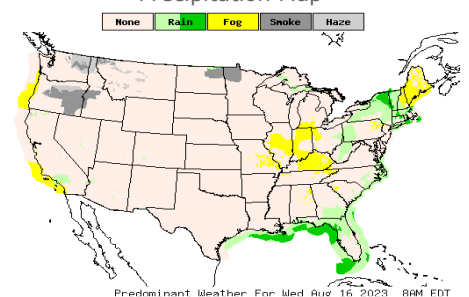 Precipitation Map
None Rain Fog Smoke Haze
Predominant Weather For Wed Aug 16 2023 8AM EDT